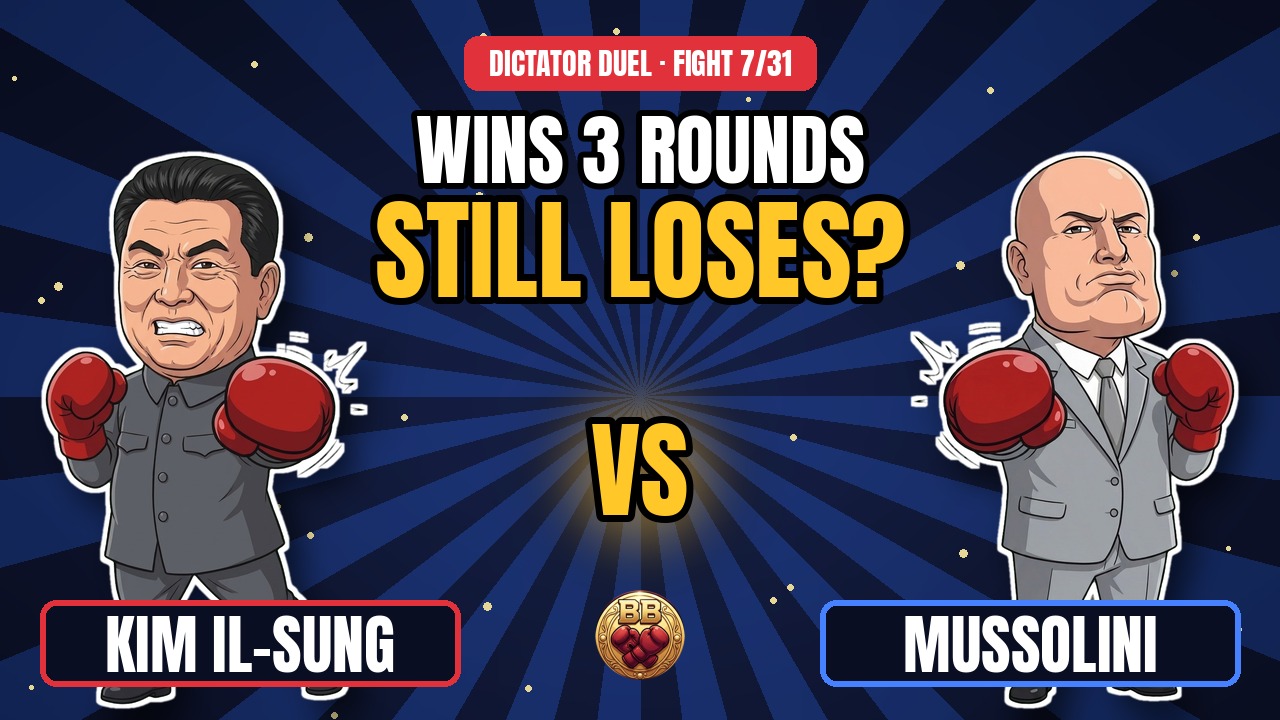 DICTATOR DUEL · FIGHT 7/31
WINS 3 ROUNDS
STILL LOSES?
VS
BB
KIM IL-SUNG
MUSSOLINI